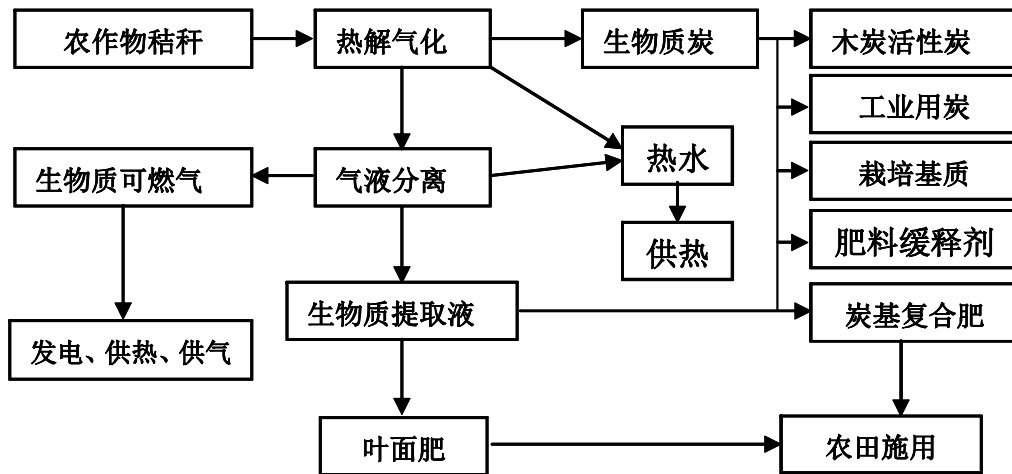 农作物秸秆
热解气化
生物质炭
木炭活性炭
工业用炭
生物质可燃气
气液分离
热水
栽培基质
供热
肥料缓释剂
生物质提取液
炭基复合肥
发电、供热、供气
叶面肥
农田施用